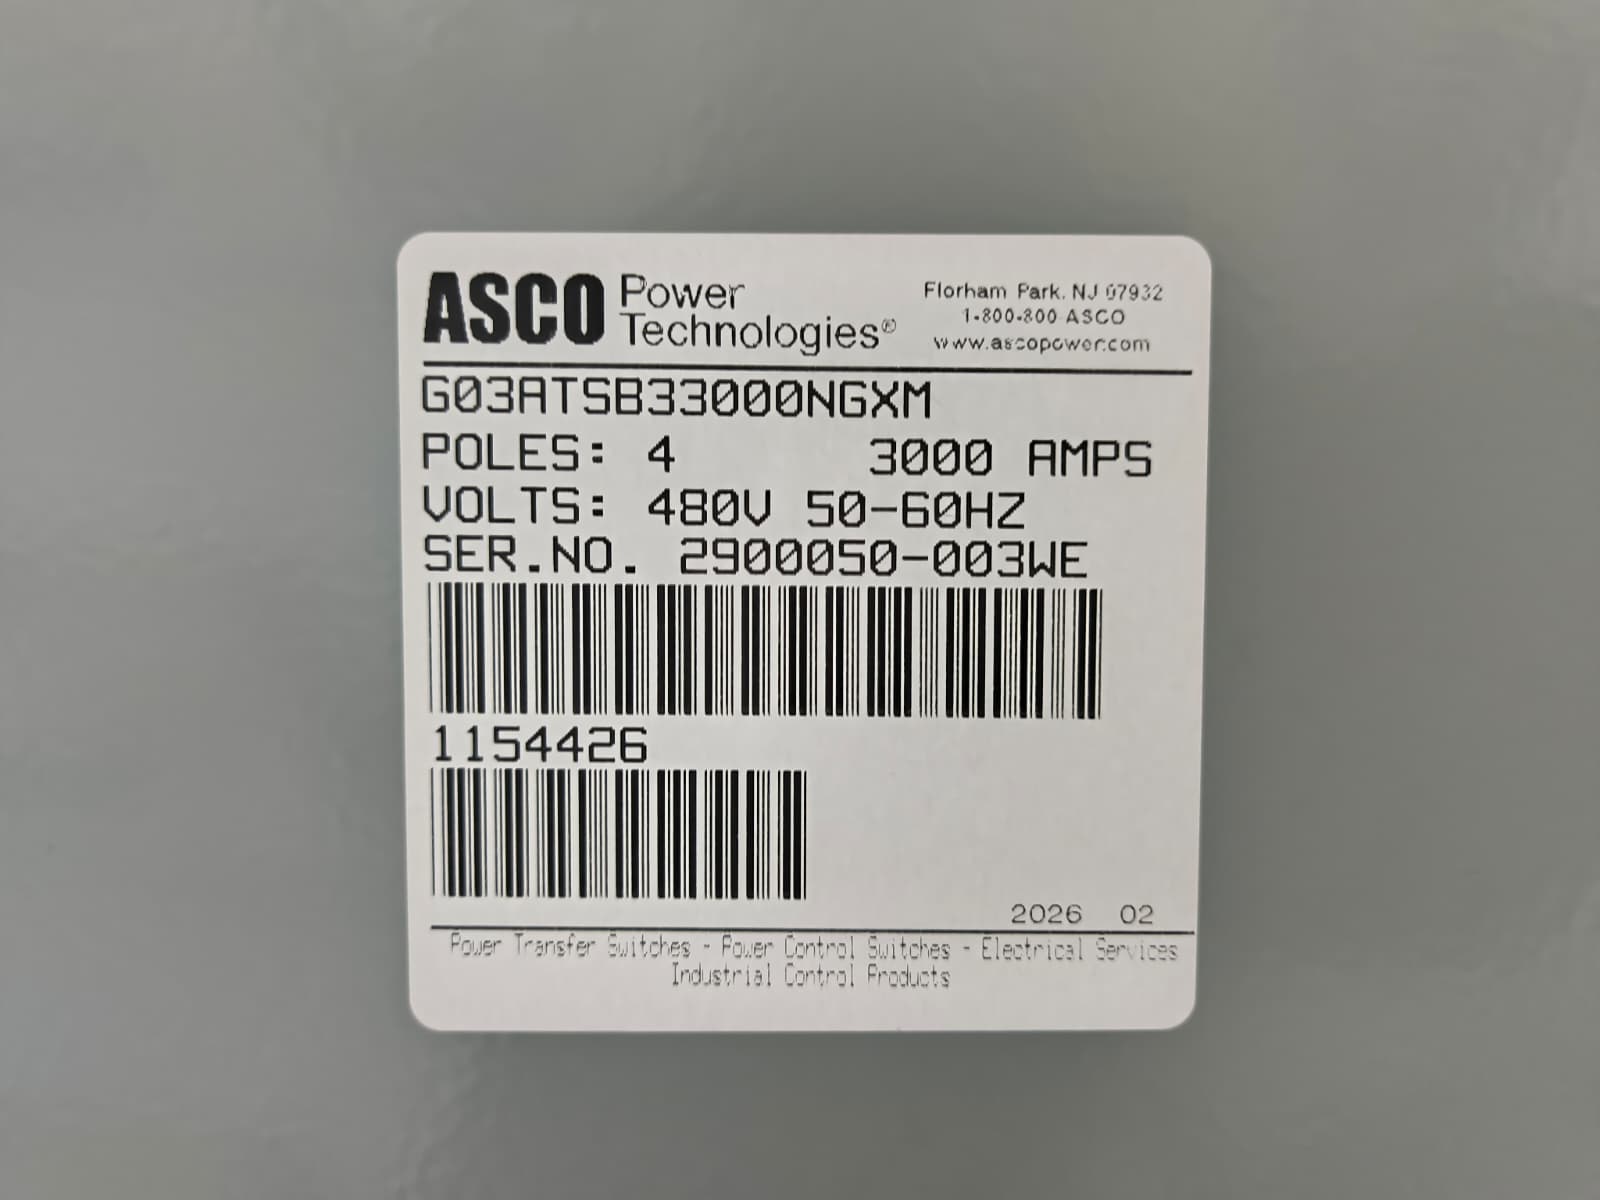 ASCO Power Technologies®
Florham Park, NJ 07932
1-800-800 ASCO
www.ascopower.com
G03ATSB33000NGXM
POLES: 4 3000 AMPS
VOLTS: 480V 50-60HZ
SER.NO. 2900050-003WE
1154426
2026 02
Power Transfer Switches - Power Control Switches - Electrical Services
Industrial Control Products